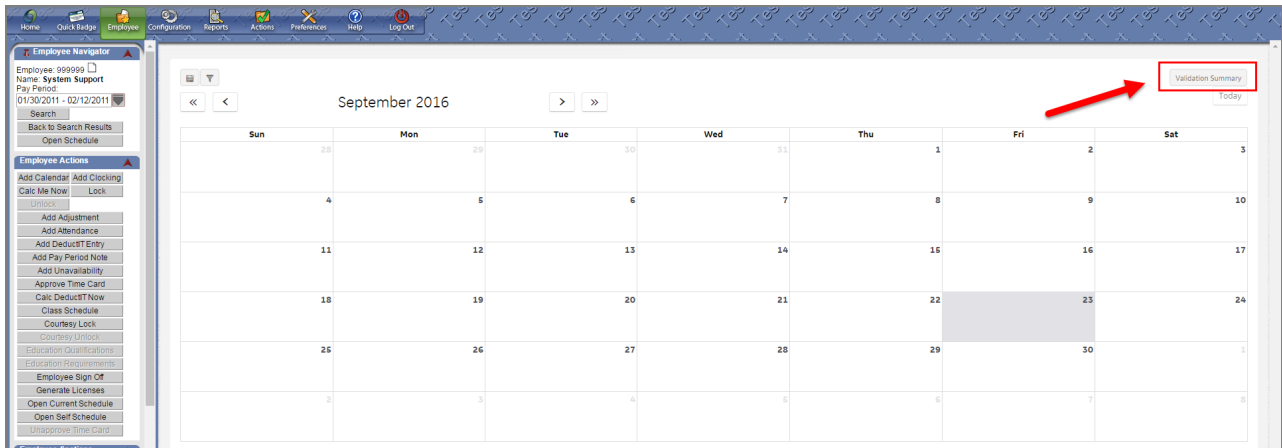 Home Quick Badge Employee Configuration Reports Actions Preferences Help Log Out
Employee Navigator
Employee: 999999
Name: System Support
Pay Period:
01/30/2011 - 02/12/2011
Search
Back to Search Results
Open Schedule
Employee Actions
Add Calendar Add Clocking
Calc Me Now Lock
Unlock
Add Adjustment
Add Attendance
Add DeductIT Entry
Add Pay Period Note
Add Unavailability
Approve Time Card
Calc DeductIT Now
Class Schedule
Courtesy Lock
Courtesy Unlock
Education Qualifications
Education Requirements
Employee Sign Off
Generate Licenses
Open Current Schedule
Open Self Schedule
Unapprove Time Card
Validation Summary
« < September 2016 > » Today
Sun Mon Tue Wed Thu Fri Sat
28 29 30 31 1 2 3
4 5 6 7 8 9 10
11 12 13 14 15 16 17
18 19 20 21 22 23 24
25 26 27 28 29 30 1
2 3 4 5 6 7 8